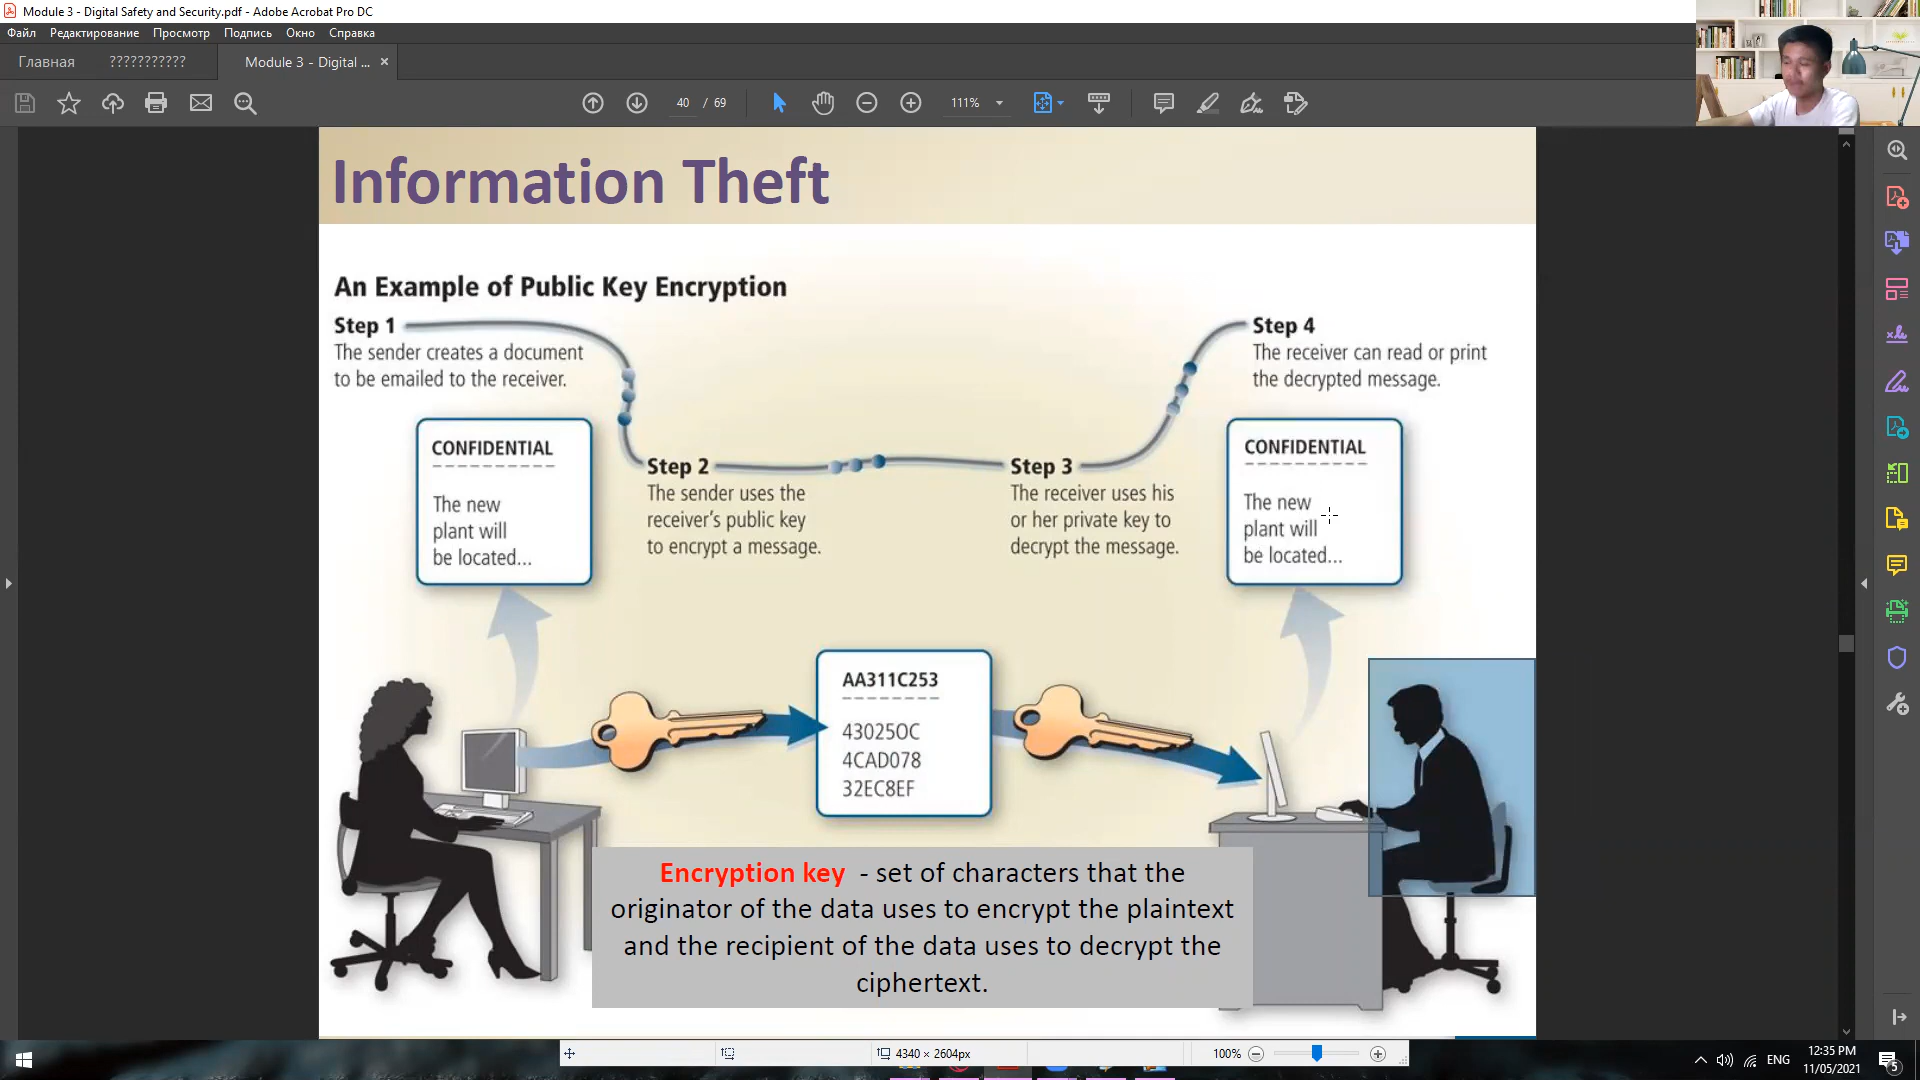 Module 3 - Digital Safety and Security.pdf - Adobe Acrobat Pro DC
Файл Редактирование Просмотр Подпись Окно Справка
Главная ??????????? Module 3 - Digital ... ×
40 / 69 111%
Information Theft
An Example of Public Key Encryption
Step 1
The sender creates a document
to be emailed to the receiver.
CONFIDENTIAL
The new
plant will
be located...
Step 2
The sender uses the
receiver's public key
to encrypt a message.
Step 3
The receiver uses his
or her private key to
decrypt the message.
Step 4
The receiver can read or print
the decrypted message.
CONFIDENTIAL
The new
plant will
be located...
AA311C253
43025OC
4CAD078
32EC8EF
Encryption key - set of characters that the
originator of the data uses to encrypt the plaintext
and the recipient of the data uses to decrypt the
ciphertext.
4340 × 2604px 100%
ENG
12:35 PM
11/05/2021
5